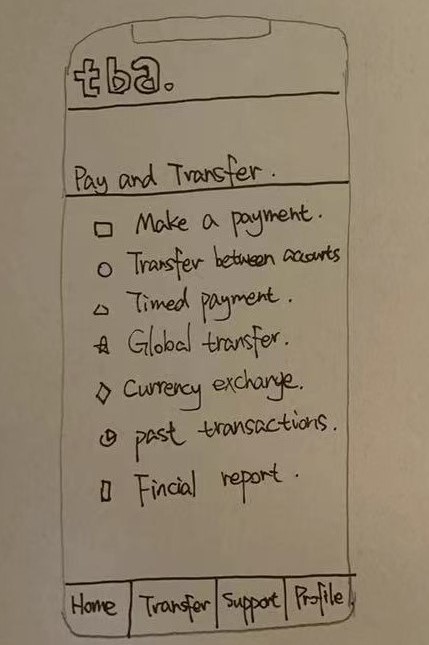 tba.
Pay and Transfer.
Make a payment.
Transfer between accounts
Timed payment.
Global transfer.
Currency exchange.
past transactions.
Fincial report.
Home Transfer Support Profile